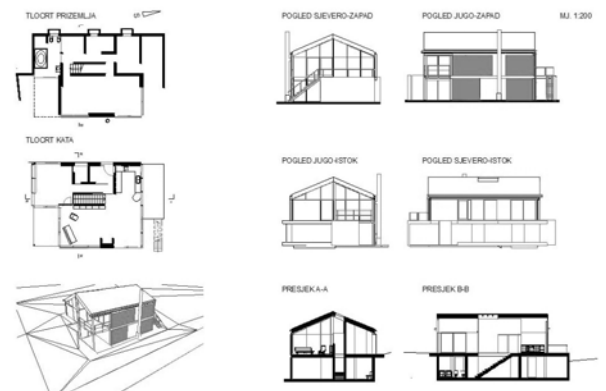 TLOCRT PRIZEMLJA
S
POGLED SJEVERO-ZAPAD
POGLED JUGO-ZAPAD
MJ. 1:200
TLOCRT KATA
POGLED JUGO-ISTOK
POGLED SJEVERO-ISTOK
PRESJEK A-A
PRESJEK B-B